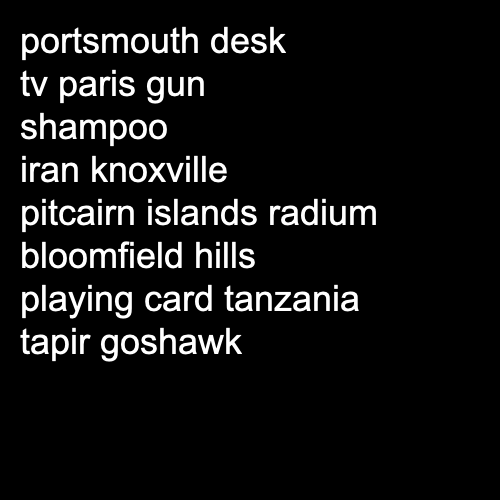 portsmouth desk
tv paris gun
shampoo
iran knoxville
pitcairn islands radium
bloomfield hills
playing card tanzania
tapir goshawk